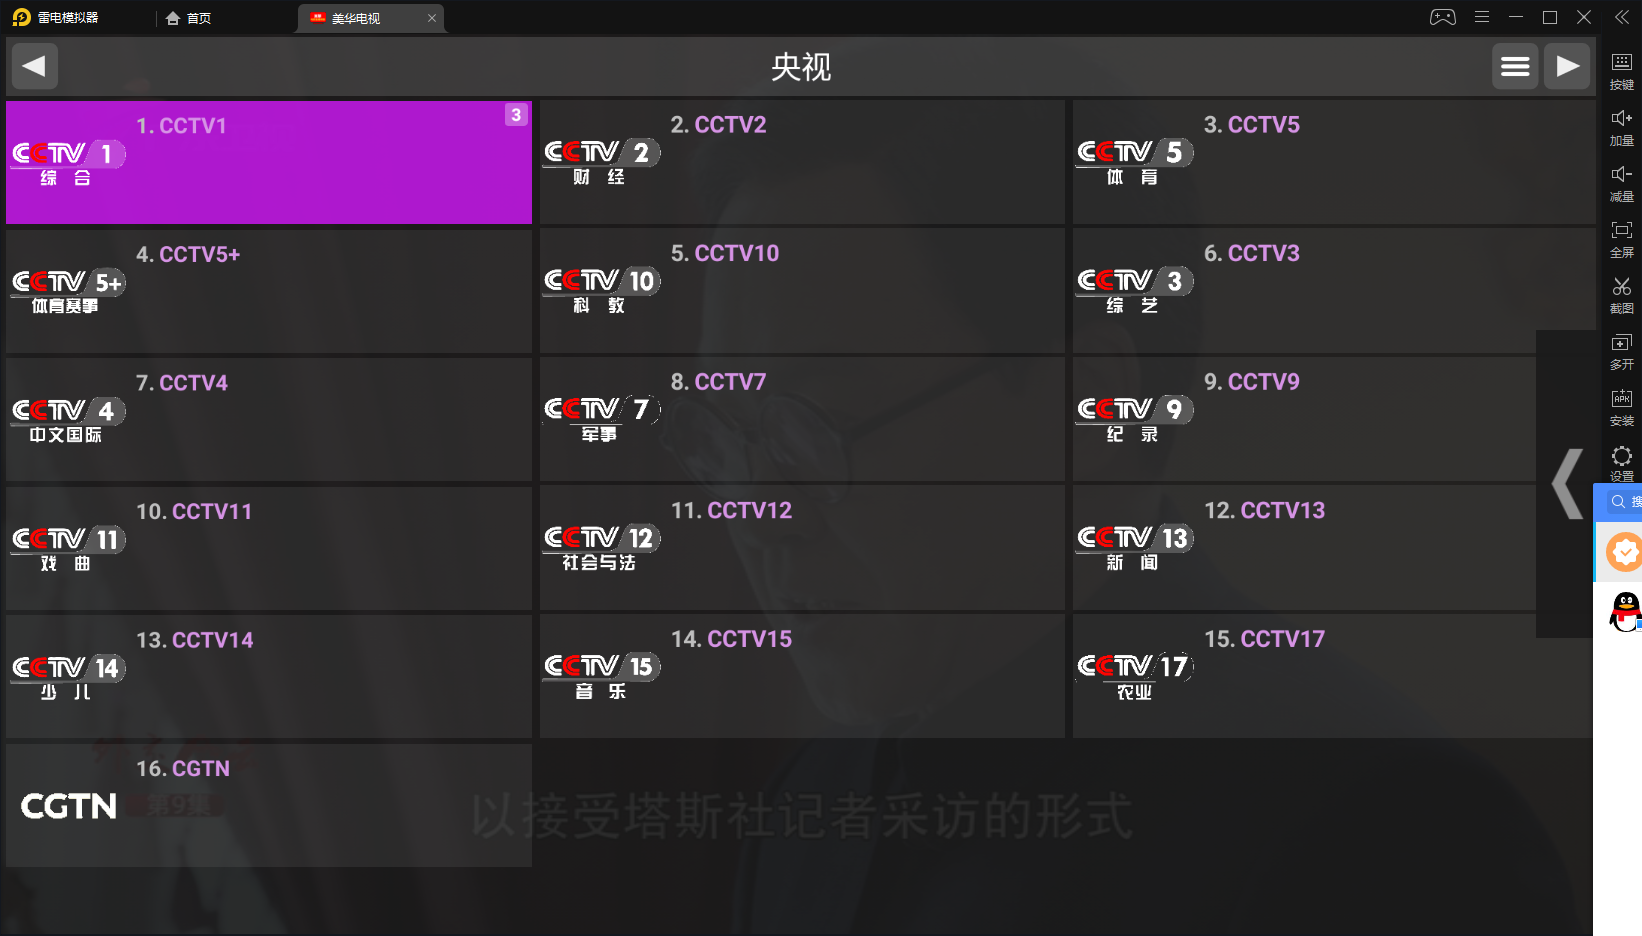 雷电模拟器
首页
美华电视
央视
1. CCTV1
3
CCTV 1
综 合
2. CCTV2
CCTV 2
财 经
3. CCTV5
CCTV 5
体 育
4. CCTV5+
CCTV 5+
体育赛事
5. CCTV10
CCTV 10
科 教
6. CCTV3
CCTV 3
综 艺
7. CCTV4
CCTV 4
中文国际
8. CCTV7
CCTV 7
军事
9. CCTV9
CCTV 9
纪 录
10. CCTV11
CCTV 11
戏 曲
11. CCTV12
CCTV 12
社会与法
12. CCTV13
CCTV 13
新 闻
13. CCTV14
CCTV 14
少 儿
14. CCTV15
CCTV 15
音 乐
15. CCTV17
CCTV 17
农业
16. CGTN
CGTN
第9集
以接受塔斯社记者采访的形式
按键
加量
减量
全屏
截图
多开
APK
安装
设置
搜